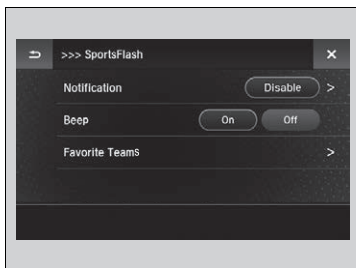 >>> SportsFlash
Notification Disable >
Beep On Off
Favorite Teams >